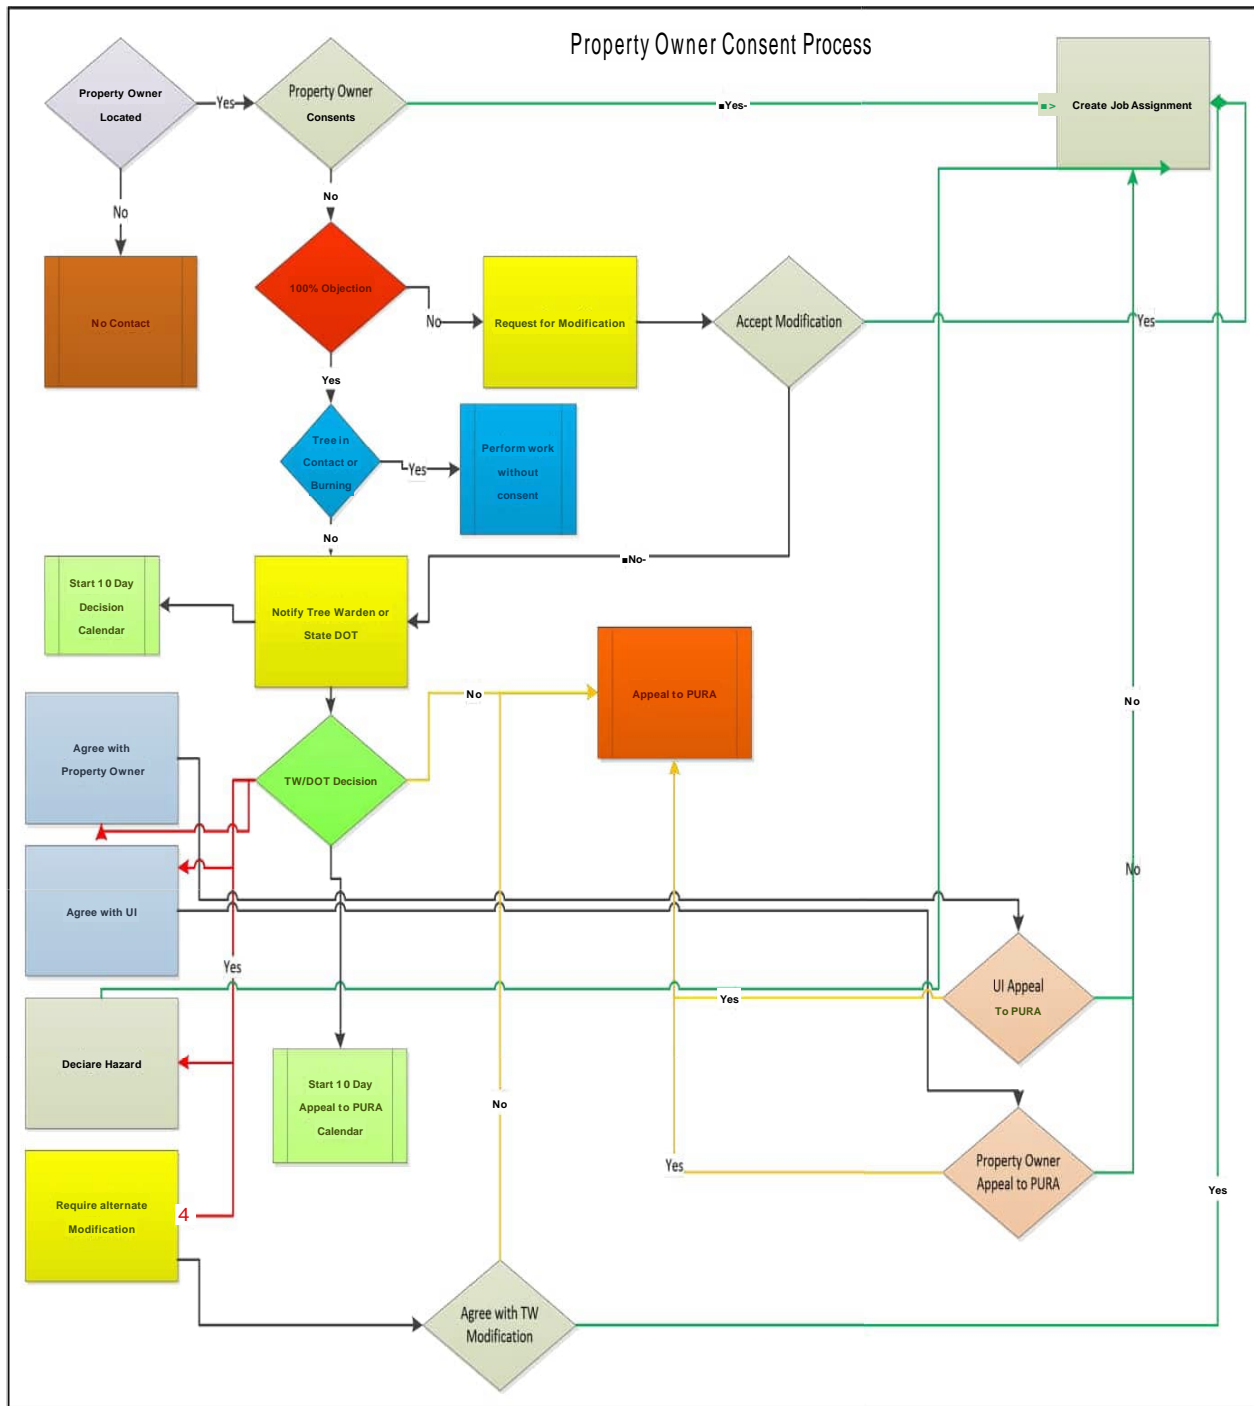 Property Owner Consent Process
Property Owner
Located
Yes
Property Owner
Consents
■Yes-
■ >
Create Job Assignment
No
No
No Contact
100% Objection
No
Request for Modification
Accept Modification
Yes
Yes
Tree in
Contact or
Burning
Yes
Perform work
without
consent
No
■No-
Start 10 Day
Decision
Calendar
Notify Tree Warden or
State DOT
Appeal to PURA
No
No
Agree with
Property Owner
TW/DOT Decision
No
Agree with UI
Yes
UI Appeal
To PURA
Yes
Deciare Hazard
Start 10 Day
Appeal to PURA
Calendar
No
Yes
Property Owner
Appeal to PURA
Yes
Require alternate
Modification
4
Agree with TW
Modification